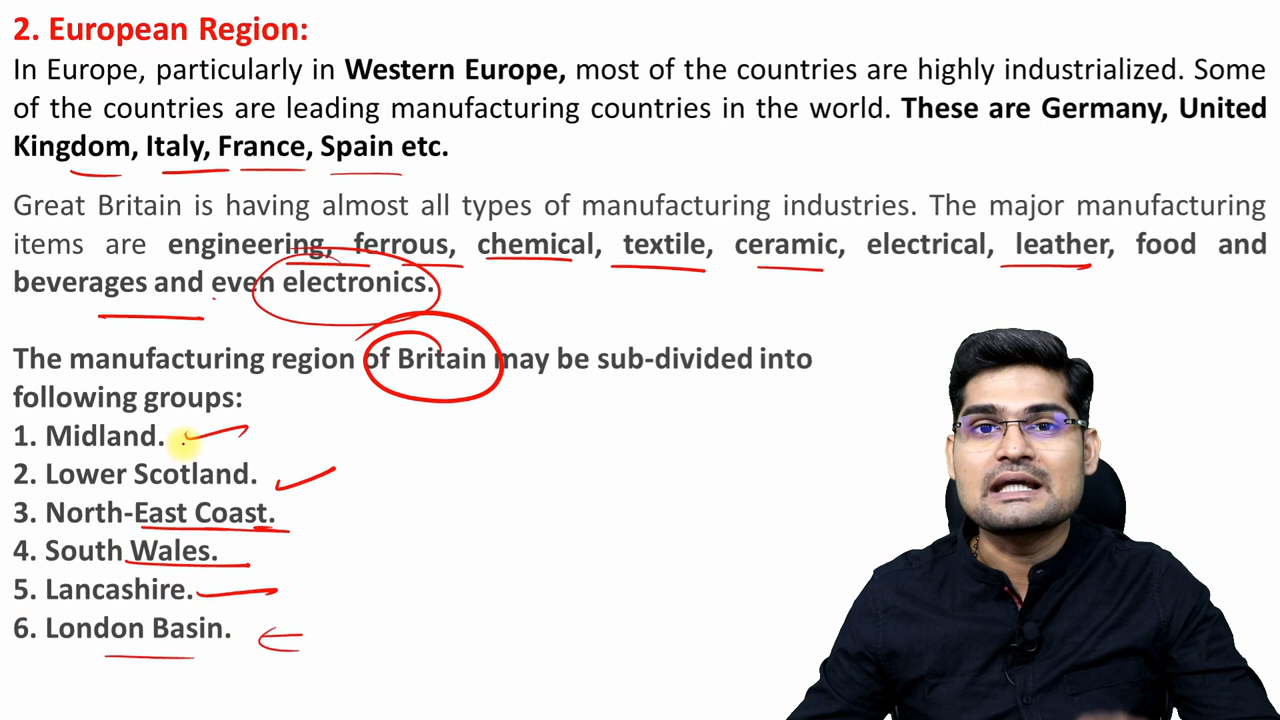 2. European Region:
In Europe, particularly in Western Europe, most of the countries are highly industrialized. Some
of the countries are leading manufacturing countries in the world. These are Germany, United
Kingdom, Italy, France, Spain etc.
Great Britain is having almost all types of manufacturing industries. The major manufacturing
items are engineering, ferrous, chemical, textile, ceramic, electrical, leather, food and
beverages and even electronics.
The manufacturing region of Britain may be sub-divided into
following groups:
1. Midland.
2. Lower Scotland.
3. North-East Coast.
4. South Wales.
5. Lancashire.
6. London Basin.